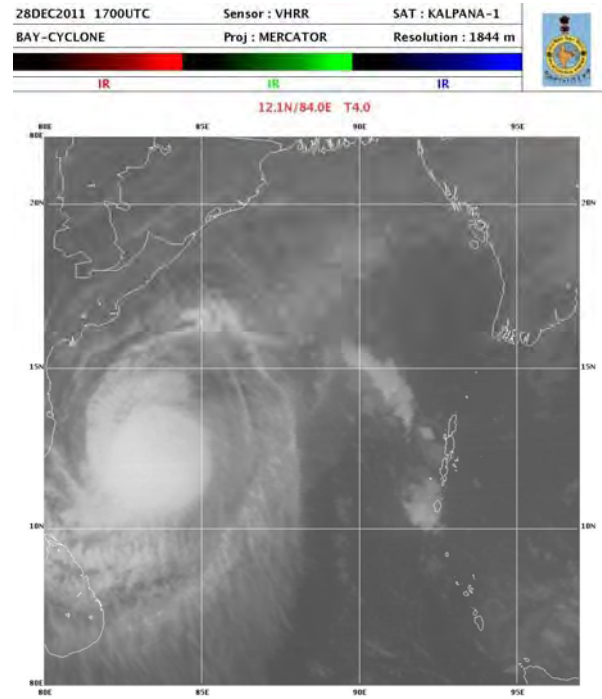 28DEC2011 1700UTC Sensor : VHRR SAT : KALPANA-1
BAY-CYCLONE Proj : MERCATOR Resolution : 1844 m
IR IR IR
12.1N/84.0E T4.0
80E 85E 90E 95E
20N 20N
15N 15N
10N 10N
80E 85E 90E 95E